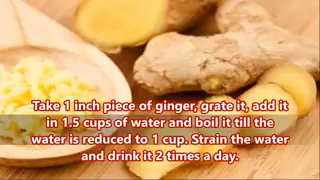 Take 1 inch piece of ginger, grate it, add it
in 1.5 cups of water and boil it till the
water is reduced to 1 cup. Strain the water
and drink it 2 times a day.